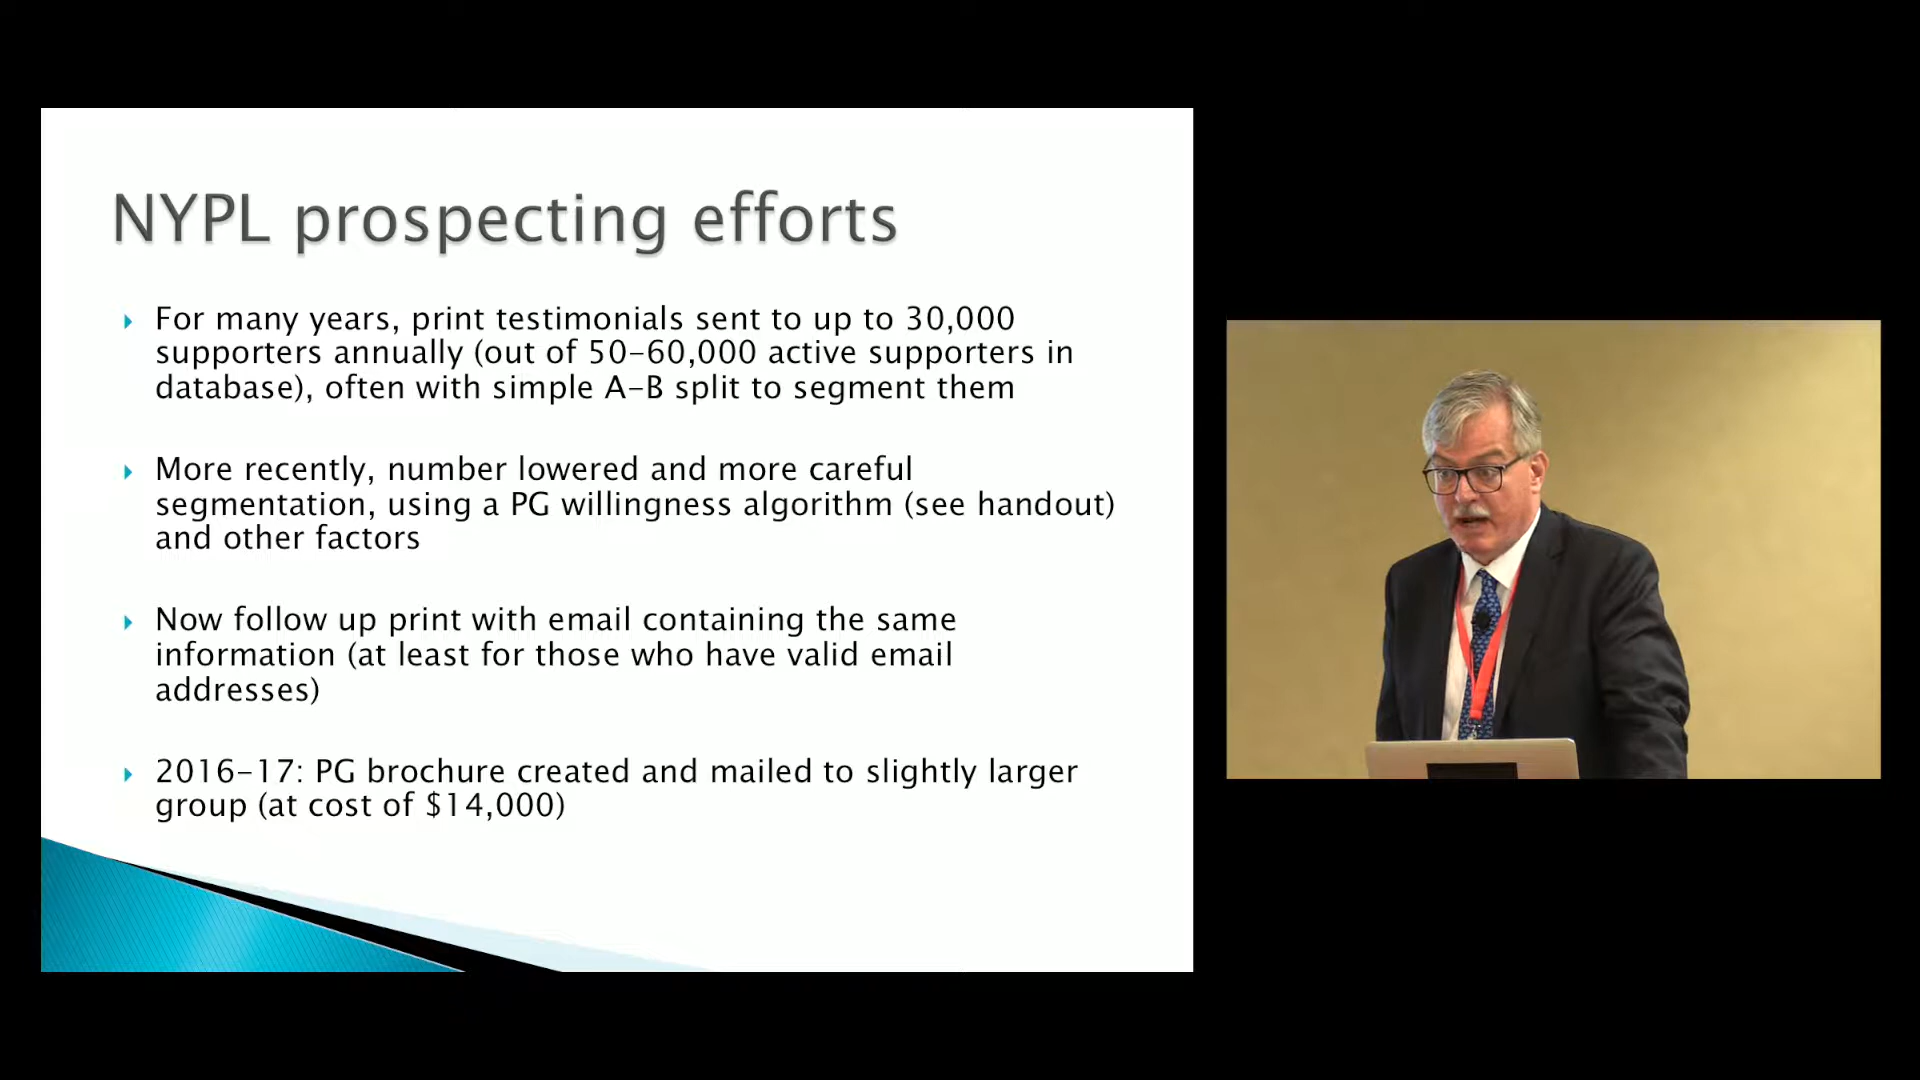 NYPL prospecting efforts
For many years, print testimonials sent to up to 30,000
supporters annually (out of 50-60,000 active supporters in
database), often with simple A-B split to segment them
More recently, number lowered and more careful
segmentation, using a PG willingness algorithm (see handout)
and other factors
Now follow up print with email containing the same
information (at least for those who have valid email
addresses)
2016-17: PG brochure created and mailed to slightly larger
group (at cost of $14,000)